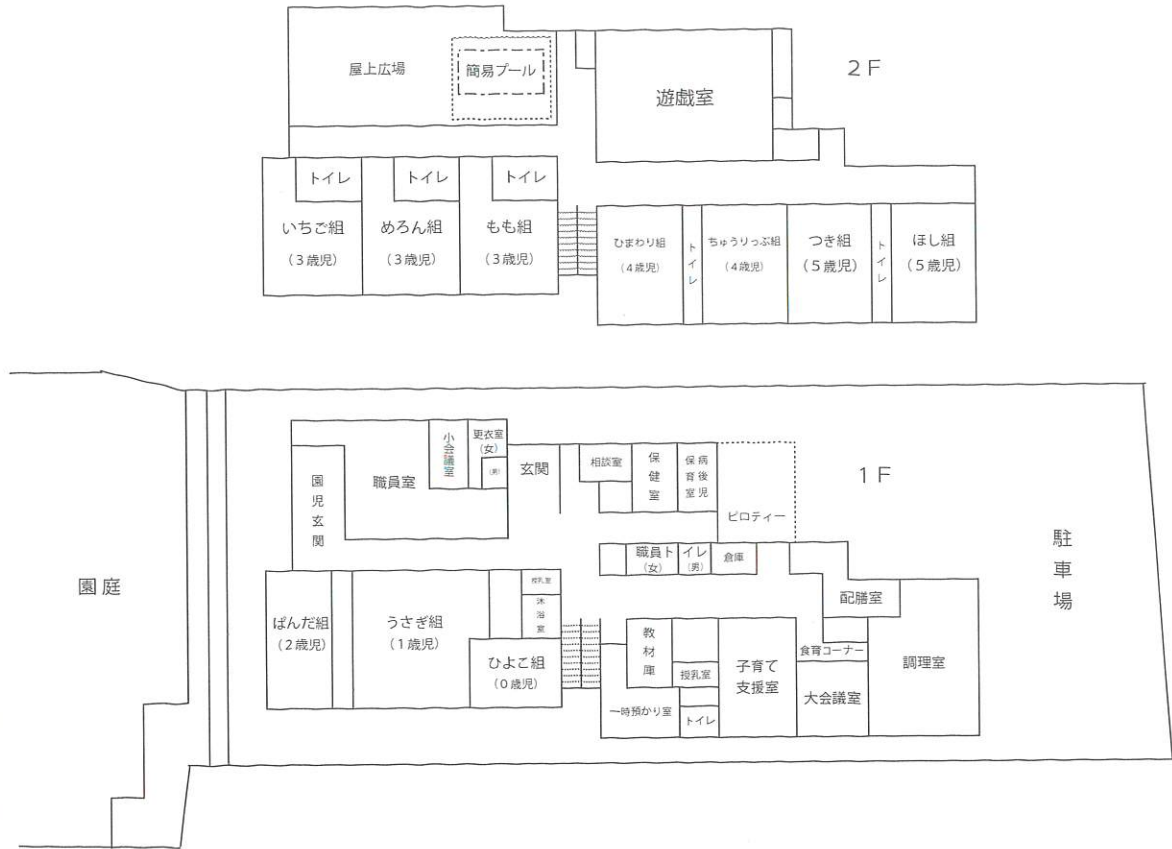 2F
屋上広場
簡易プール
遊戯室
トイレ
トイレ
トイレ
いちご組
(3歳児)
めろん組
(3歳児)
もも組
(3歳児)
ひまわり組
(4歳児)
トイレ
ちゅうりっぷ組
(4歳児)
つき組
(5歳児)
トイレ
ほし組
(5歳児)
1F
園庭
園児玄関
職員室
小会議室
更衣室
(女)
(男)
玄関
相談室
保健室
病後児
保育室
ピロティー
駐車場
職員トイレ
(女)
(男)
倉庫
配膳室
ぱんだ組
(2歳児)
うさぎ組
(1歳児)
授乳室
沐浴室
ひよこ組
(0歳児)
教材庫
授乳室
一時預かり室
トイレ
子育て
支援室
食育コーナー
大会議室
調理室